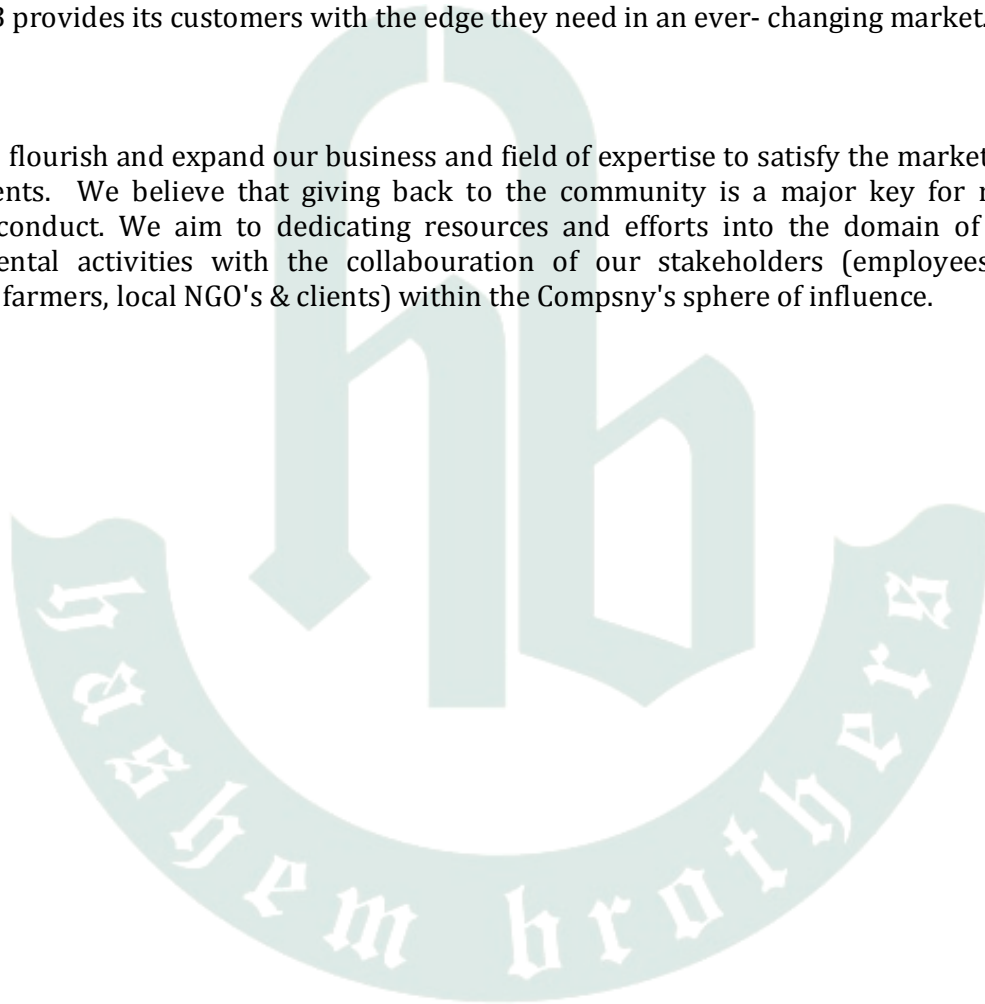 provides its customers with the edge they need in an ever- changing market.
flourish and expand our business and field of expertise to satisfy the market
We believe that giving back to the community is a major key for
conduct. We aim to dedicating resources and efforts into the domain of
activities with the collabouration of our stakeholders (employees
farmers, local NGO's & clients) within the Compsny's sphere of influence.
hb
hashem brothers